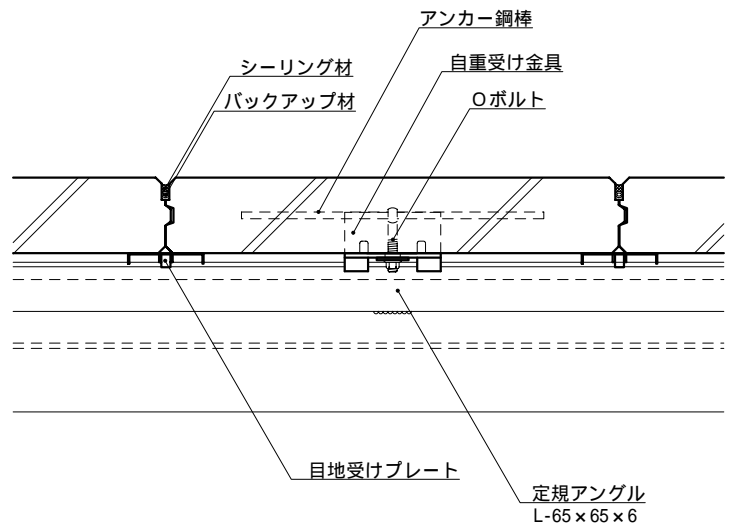 アンカー鋼棒
シーリング材
自重受け金具
バックアップ材
Oボルト
目地受けプレート
定規アングル
L-65×65×6